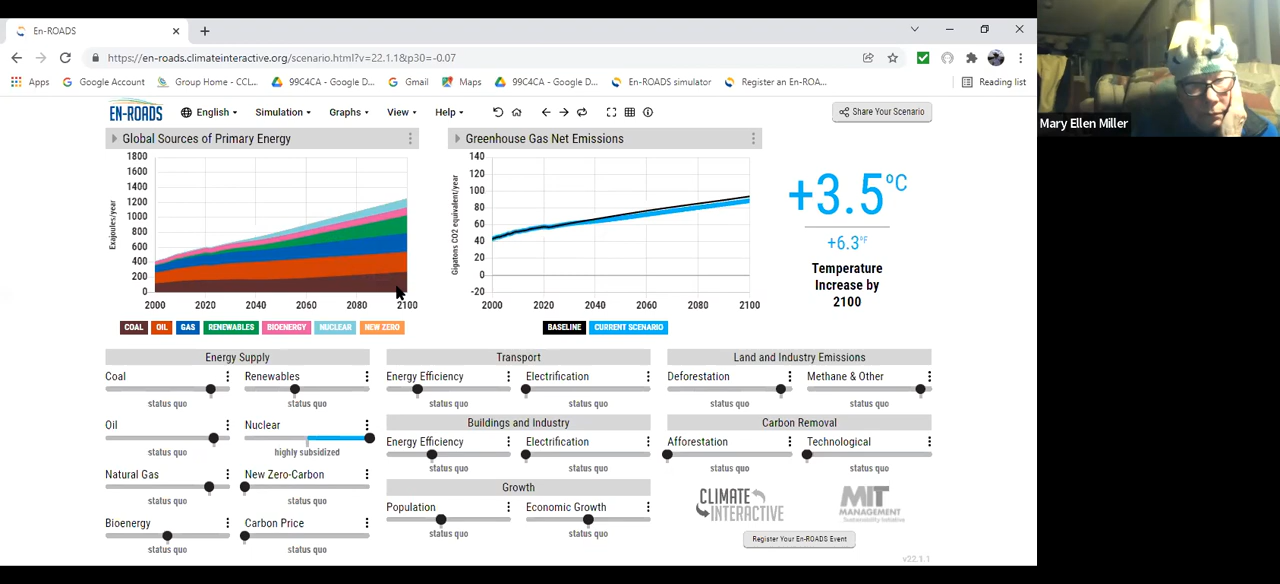 En-ROADS
https://en-roads.climateinteractive.org/scenario.html?v=22.1.1&p30=-0.07
Apps Google Account Group Home - CCL... 99C4CA - Google D... Gmail Maps 99C4CA - Google D... En-ROADS simulator Register an En-ROA... Reading list
EN-ROADS English Simulation Graphs View Help Share Your Scenario
Global Sources of Primary Energy
1800
1600
1400
1200
1000
800
600
400
200
0
Exajoules/year
2000 2020 2040 2060 2080 2100
COAL OIL GAS RENEWABLES BIOENERGY NUCLEAR NEW ZERO
Greenhouse Gas Net Emissions
140
120
100
80
60
40
20
0
-20
Gigatons CO2 equivalent/year
2000 2020 2040 2060 2080 2100
BASELINE CURRENT SCENARIO
+3.5°C
+6.3°F
Temperature
Increase by
2100
Mary Ellen Miller
Energy Supply
Coal Renewables
status quo status quo
Oil Nuclear
status quo highly subsidized
Natural Gas New Zero-Carbon
status quo status quo
Bioenergy Carbon Price
status quo status quo
Transport
Energy Efficiency Electrification
status quo status quo
Buildings and Industry
Energy Efficiency Electrification
status quo status quo
Growth
Population Economic Growth
status quo status quo
Land and Industry Emissions
Deforestation Methane & Other
status quo status quo
Carbon Removal
Afforestation Technological
status quo status quo
CLIMATE
INTERACTIVE
MIT
MANAGEMENT
Sustainability Initiative
Register Your En-ROADS Event
v22.1.1